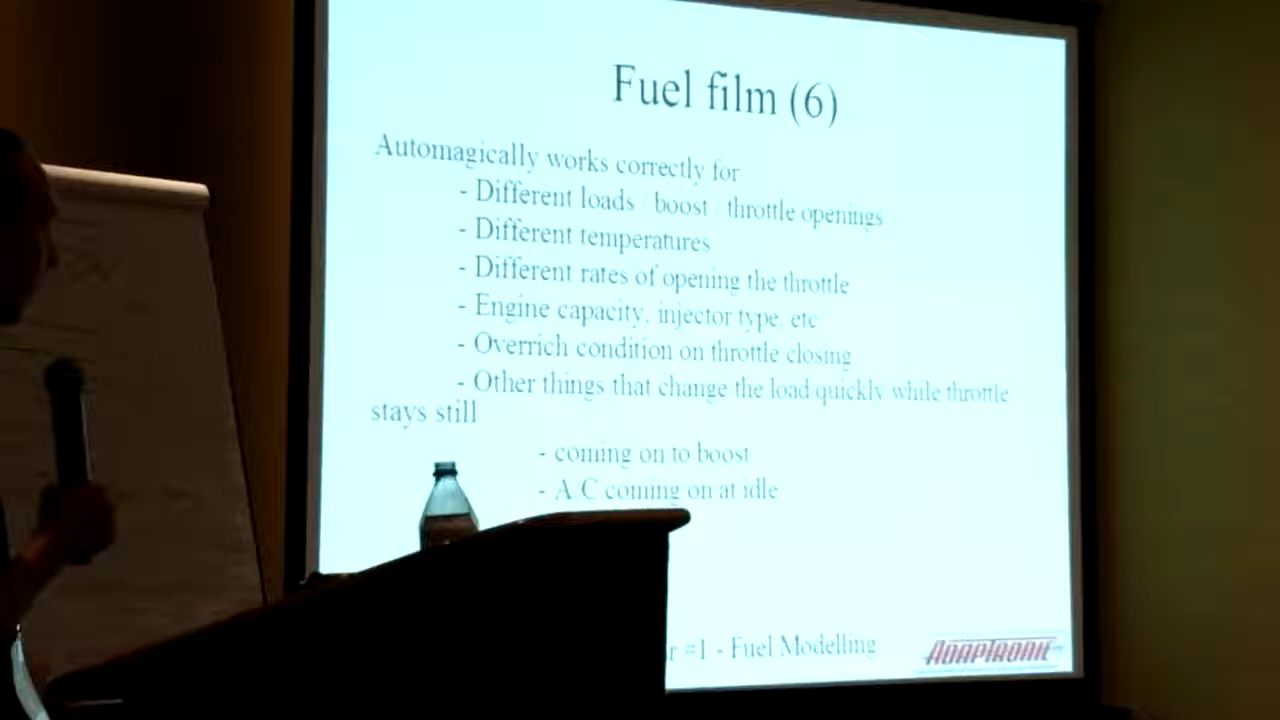 Fuel film (6)
Automagically works correctly for
- Different loads / boost / throttle openings
- Different temperatures
- Different rates of opening the throttle
- Engine capacity, injector type, etc
- Overrich condition on throttle closing
- Other things that change the load quickly while throttle
stays still
- coming on to boost
- A/C coming on at idle
r #1 - Fuel Modelling
ADAPTRONIC